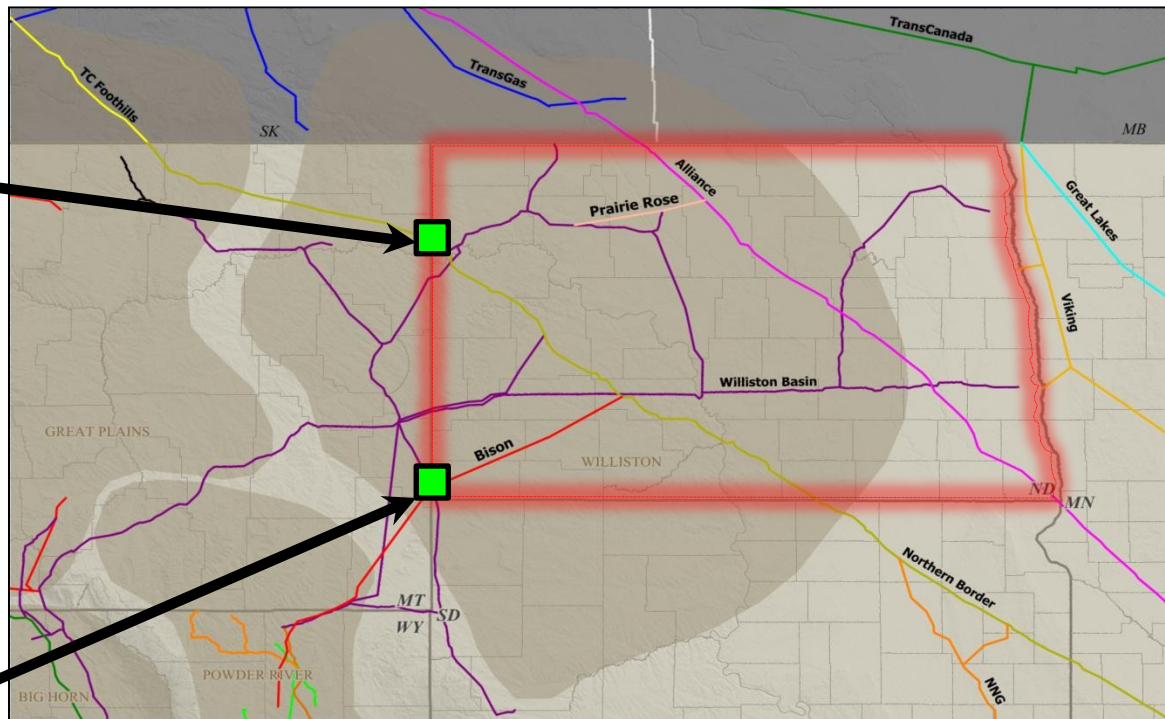 TransCanada
TC Foothills
TransGas
SK
MB
Alliance
Prairie Rose
Great Lakes
Viking
Williston Basin
GREAT PLAINS
Bison
WILLISTON
ND
MN
Northern Border
MT
SD
WY
POWDER RIVER
NNG
BIG HORN